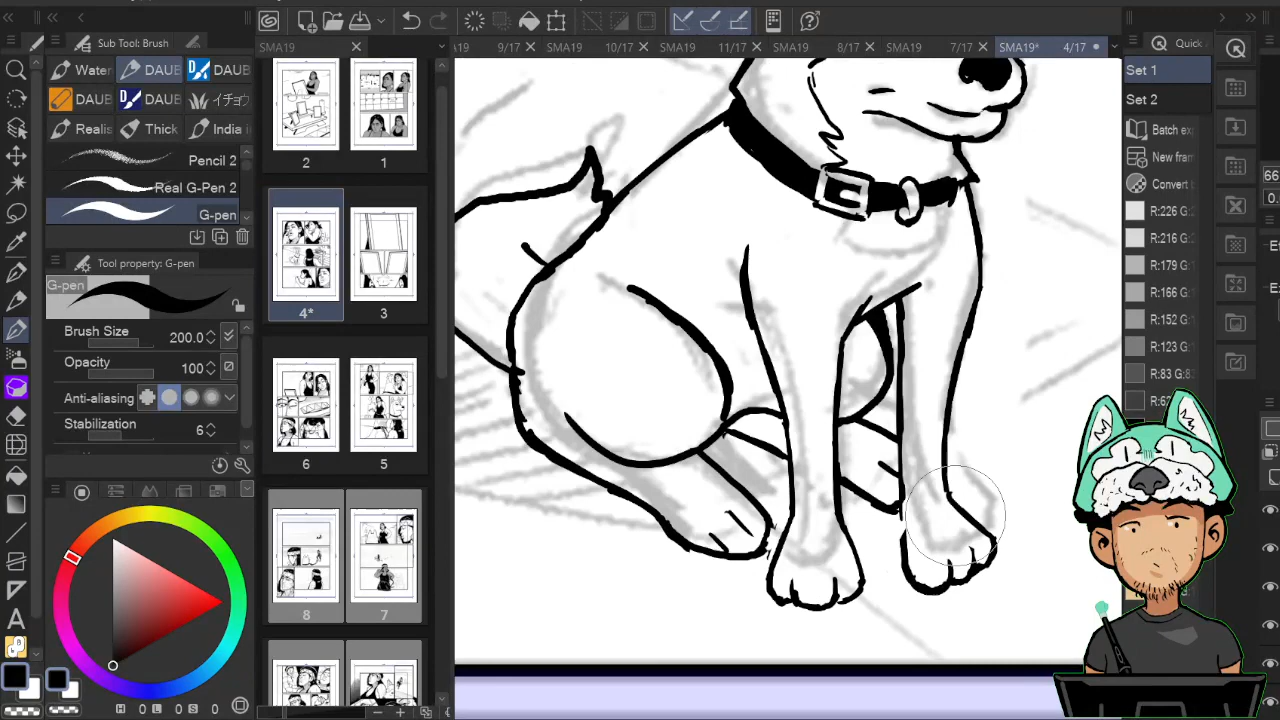 Sub Tool: Brush
SMA19
A19 9/17
SMA19 10/17
SMA19 11/17
SMA19 8/17
SMA19 7/17
SMA19* 4/17
Quick
Water
DAUB
DAUB
DAUB
DAUB
イチョウ
Realis
Thick
India i
Pencil 2
Real G-Pen 2
G-pen
Tool property: G-pen
G-pen
Brush Size 200.0
Opacity 100
Anti-aliasing
Stabilization 6
H 0 L 0 S 0
2
1
4*
3
6
5
8
7
Set 1
Set 2
Batch ex
New fram
Convert b
R:226 G:
R:216 G:
R:179 G:
R:166 G:
R:152 G:
R:123 G:
R:83 G:8
66
0.